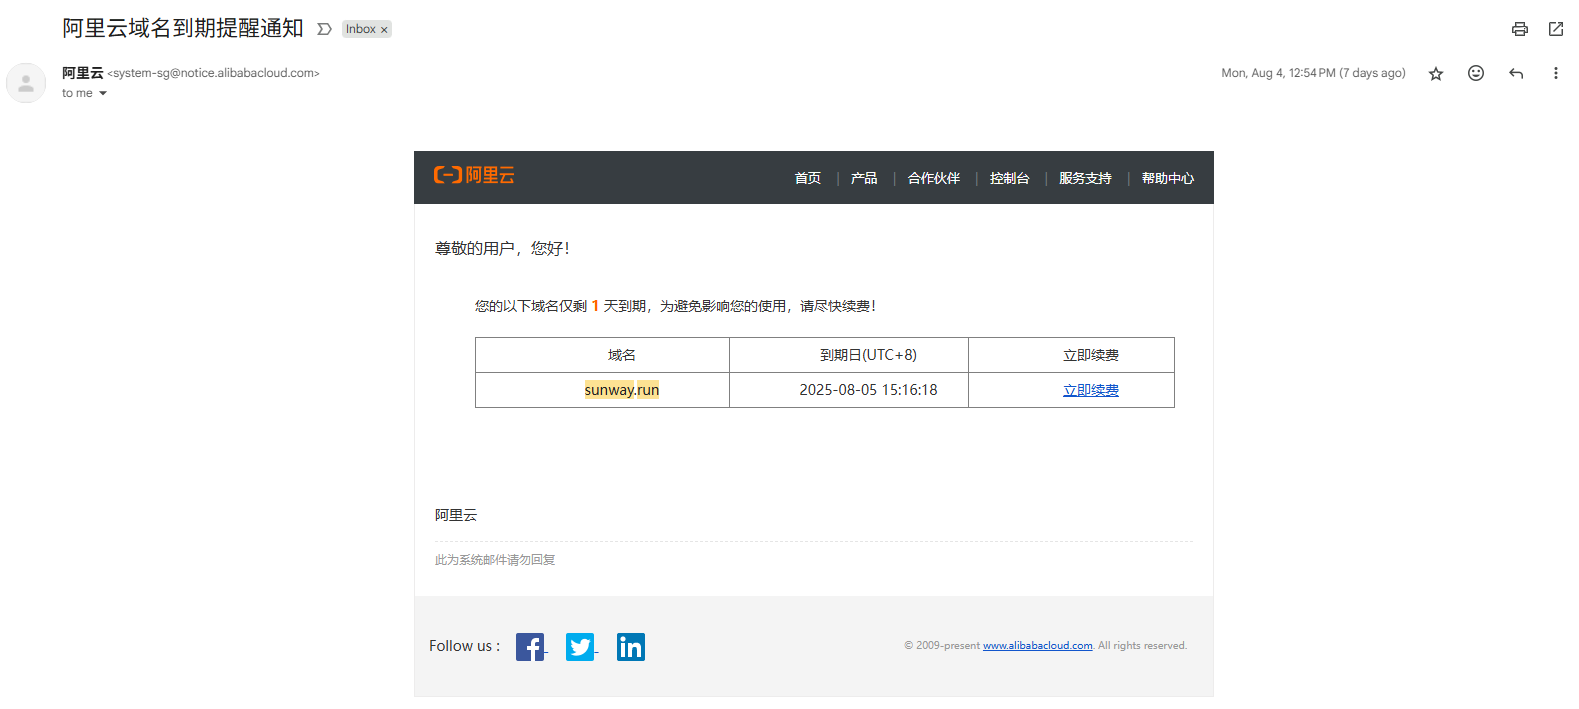 阿里云域名到期提醒通知 Inbox ×
阿里云 <system-sg@notice.alibabacloud.com> Mon, Aug 4, 12:54 PM (7 days ago)
to me
阿里云 首页 | 产品 | 合作伙伴 | 控制台 | 服务支持 | 帮助中心
尊敬的用户，您好！
您的以下域名仅剩 1 天到期，为避免影响您的使用，请尽快续费！
域名 到期日(UTC+8) 立即续费
sunway.run 2025-08-05 15:16:18 立即续费
阿里云
此为系统邮件请勿回复
Follow us : © 2009-present www.alibabacloud.com. All rights reserved.